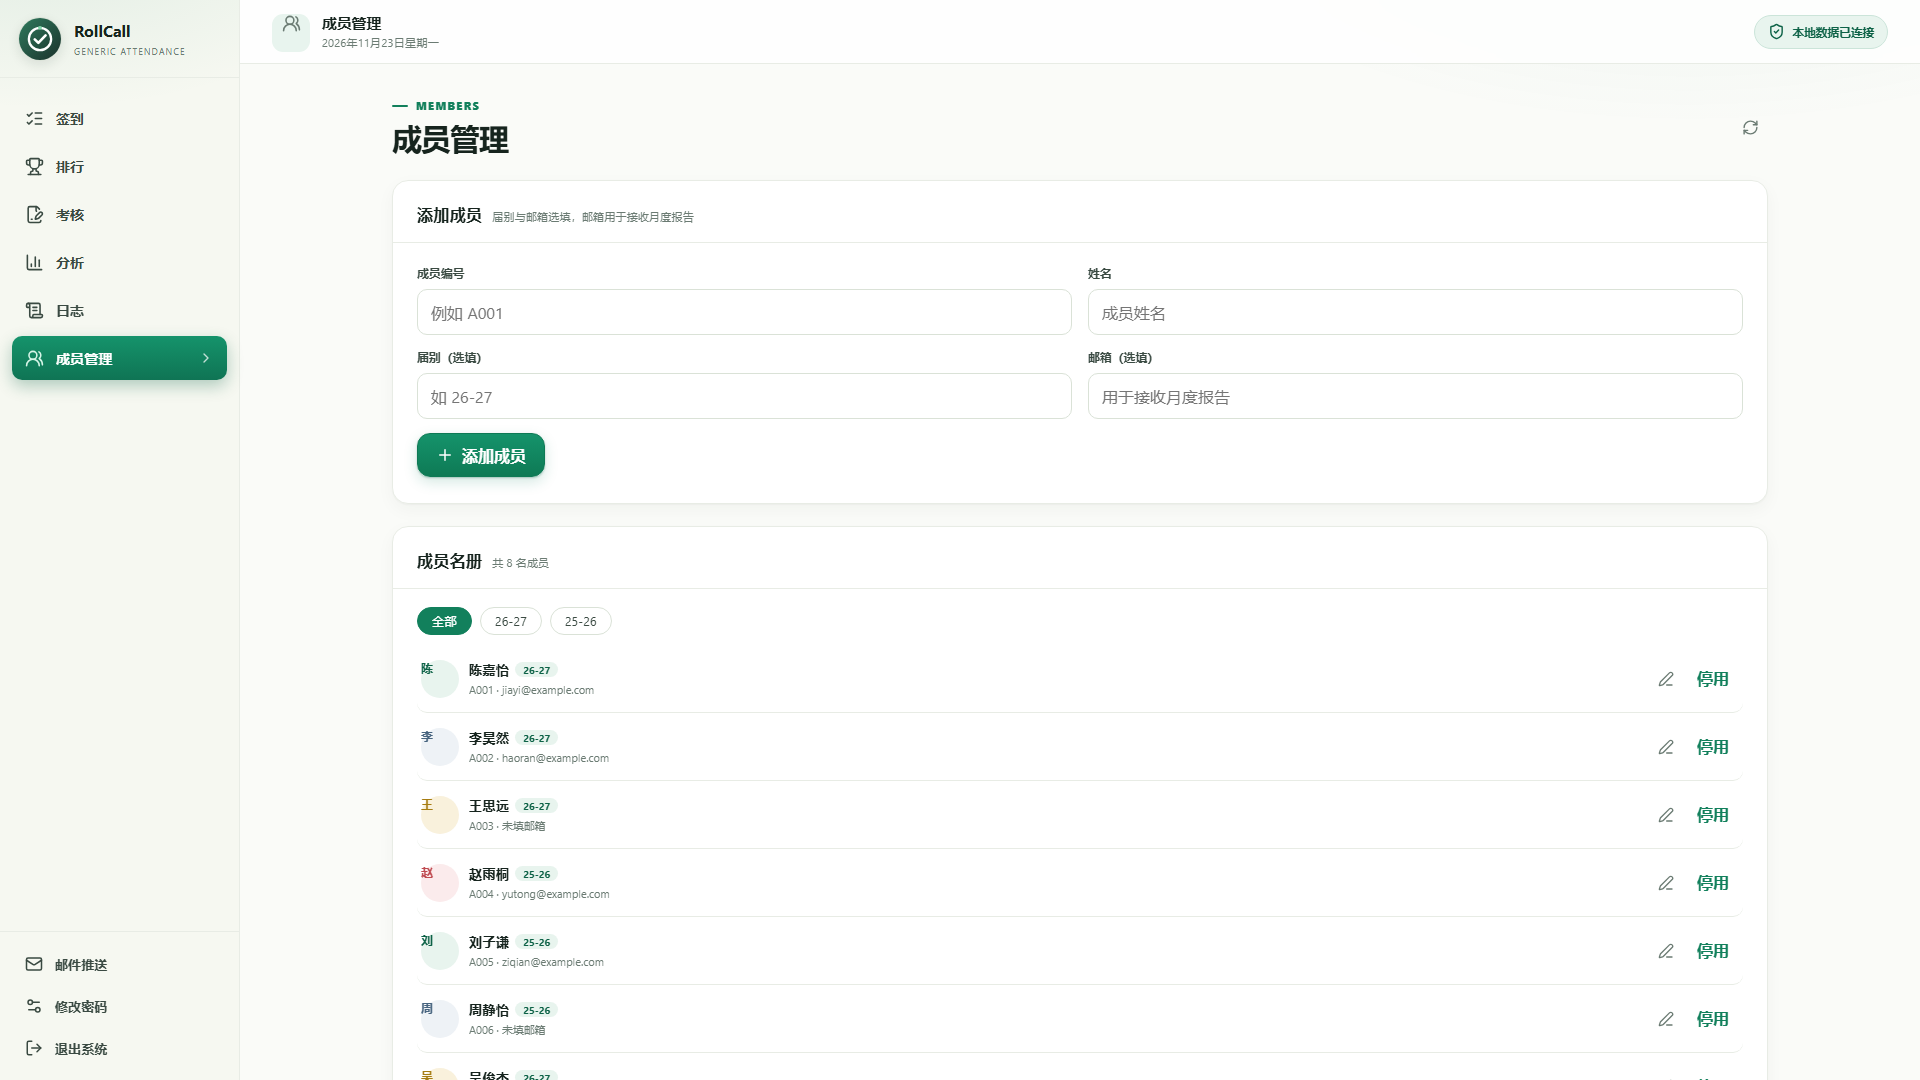 RollCall
GENERIC ATTENDANCE
签到
排行
考核
分析
日志
成员管理
邮件推送
修改密码
退出系统
成员管理
2026年11月23日星期一
本地数据已连接
MEMBERS
成员管理
添加成员 届别与邮箱选填，邮箱用于接收月度报告
成员编号
例如 A001
姓名
成员姓名
届别（选填）
如 26-27
邮箱（选填）
用于接收月度报告
添加成员
成员名册 共 8 名成员
全部 26-27 25-26
陈 陈嘉怡 26-27
A001 · jiayi@example.com
停用
李 李昊然 26-27
A002 · haoran@example.com
停用
王 王思远 26-27
A003 · 未填邮箱
停用
赵 赵雨桐 25-26
A004 · yutong@example.com
停用
刘 刘子谦 25-26
A005 · ziqian@example.com
停用
周 周静怡 25-26
A006 · 未填邮箱
停用
吴 吴俊杰 26-27